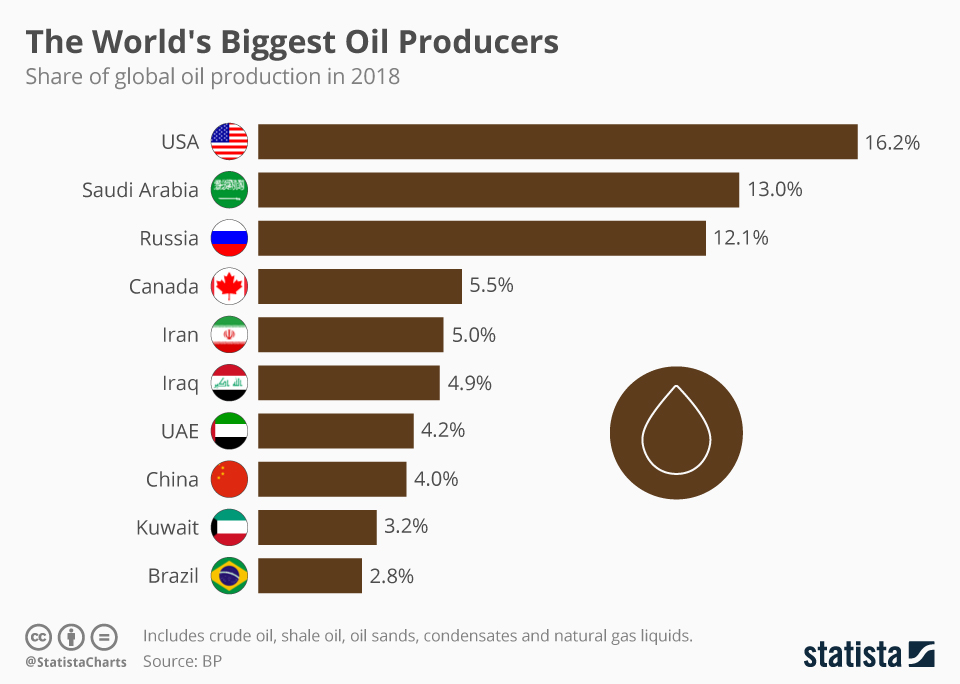 The World's Biggest Oil Producers
Share of global oil production in 2018
USA 16.2%
Saudi Arabia 13.0%
Russia 12.1%
Canada 5.5%
Iran 5.0%
Iraq 4.9%
UAE 4.2%
China 4.0%
Kuwait 3.2%
Brazil 2.8%
cc
@StatistaCharts
Includes crude oil, shale oil, oil sands, condensates and natural gas liquids.
Source: BP
statista